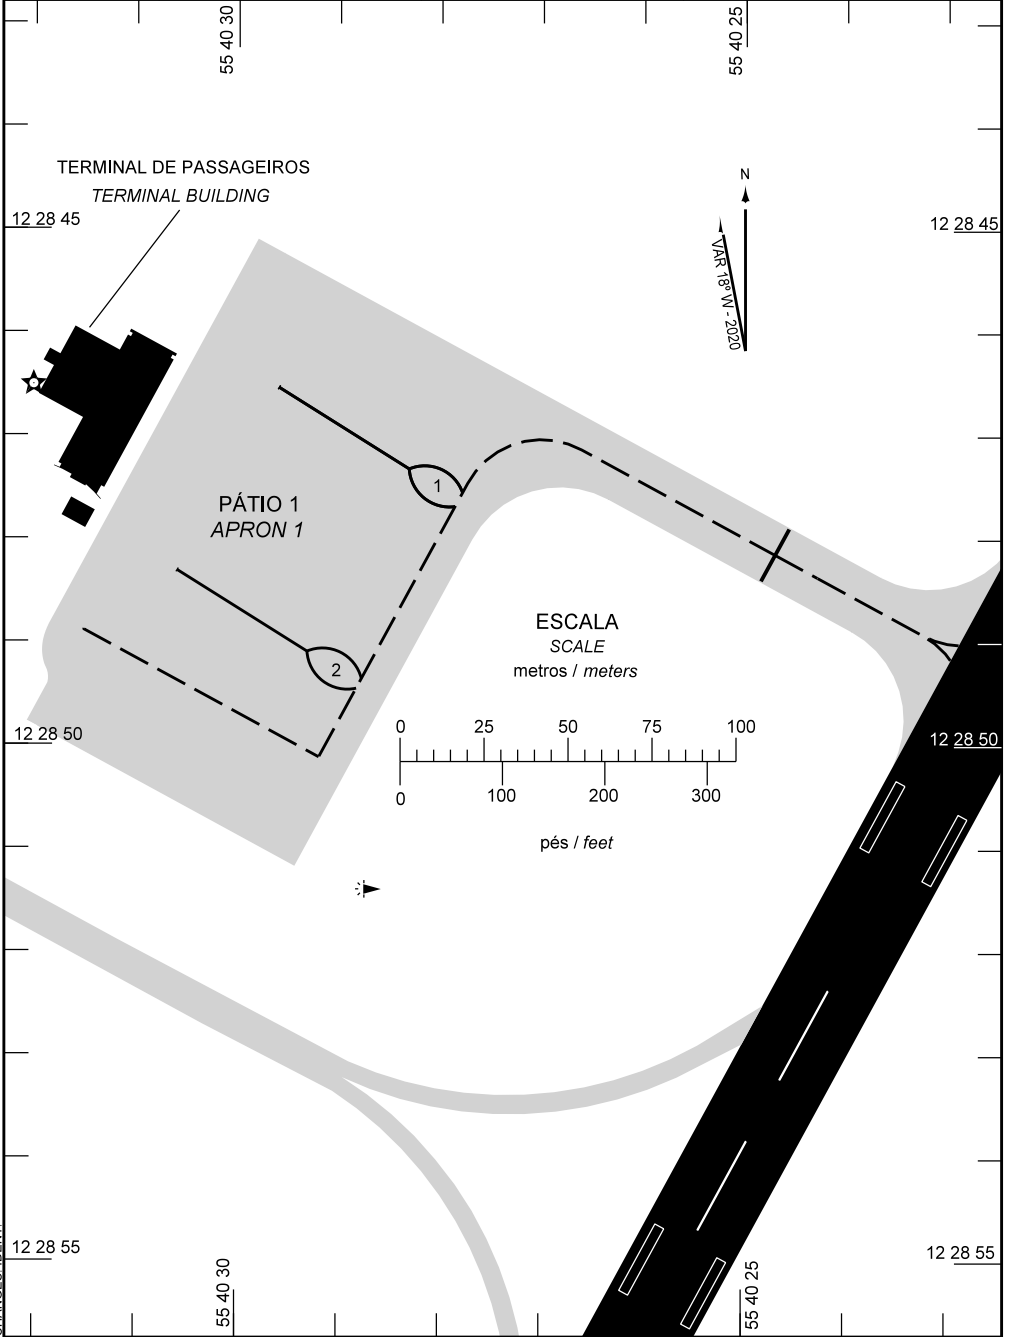 55 40 30
55 40 25
TERMINAL DE PASSAGEIROS
TERMINAL BUILDING
N
12 28 45
12 28 45
VAR 18º W - 2020
1
PÁTIO 1
APRON 1
ESCALA
SCALE
metros / meters
2
0 25 50 75 100
12 28 50
12 28 50
0 100 200 300
pés / feet
12 28 55
12 28 55
55 40 30
55 40 25